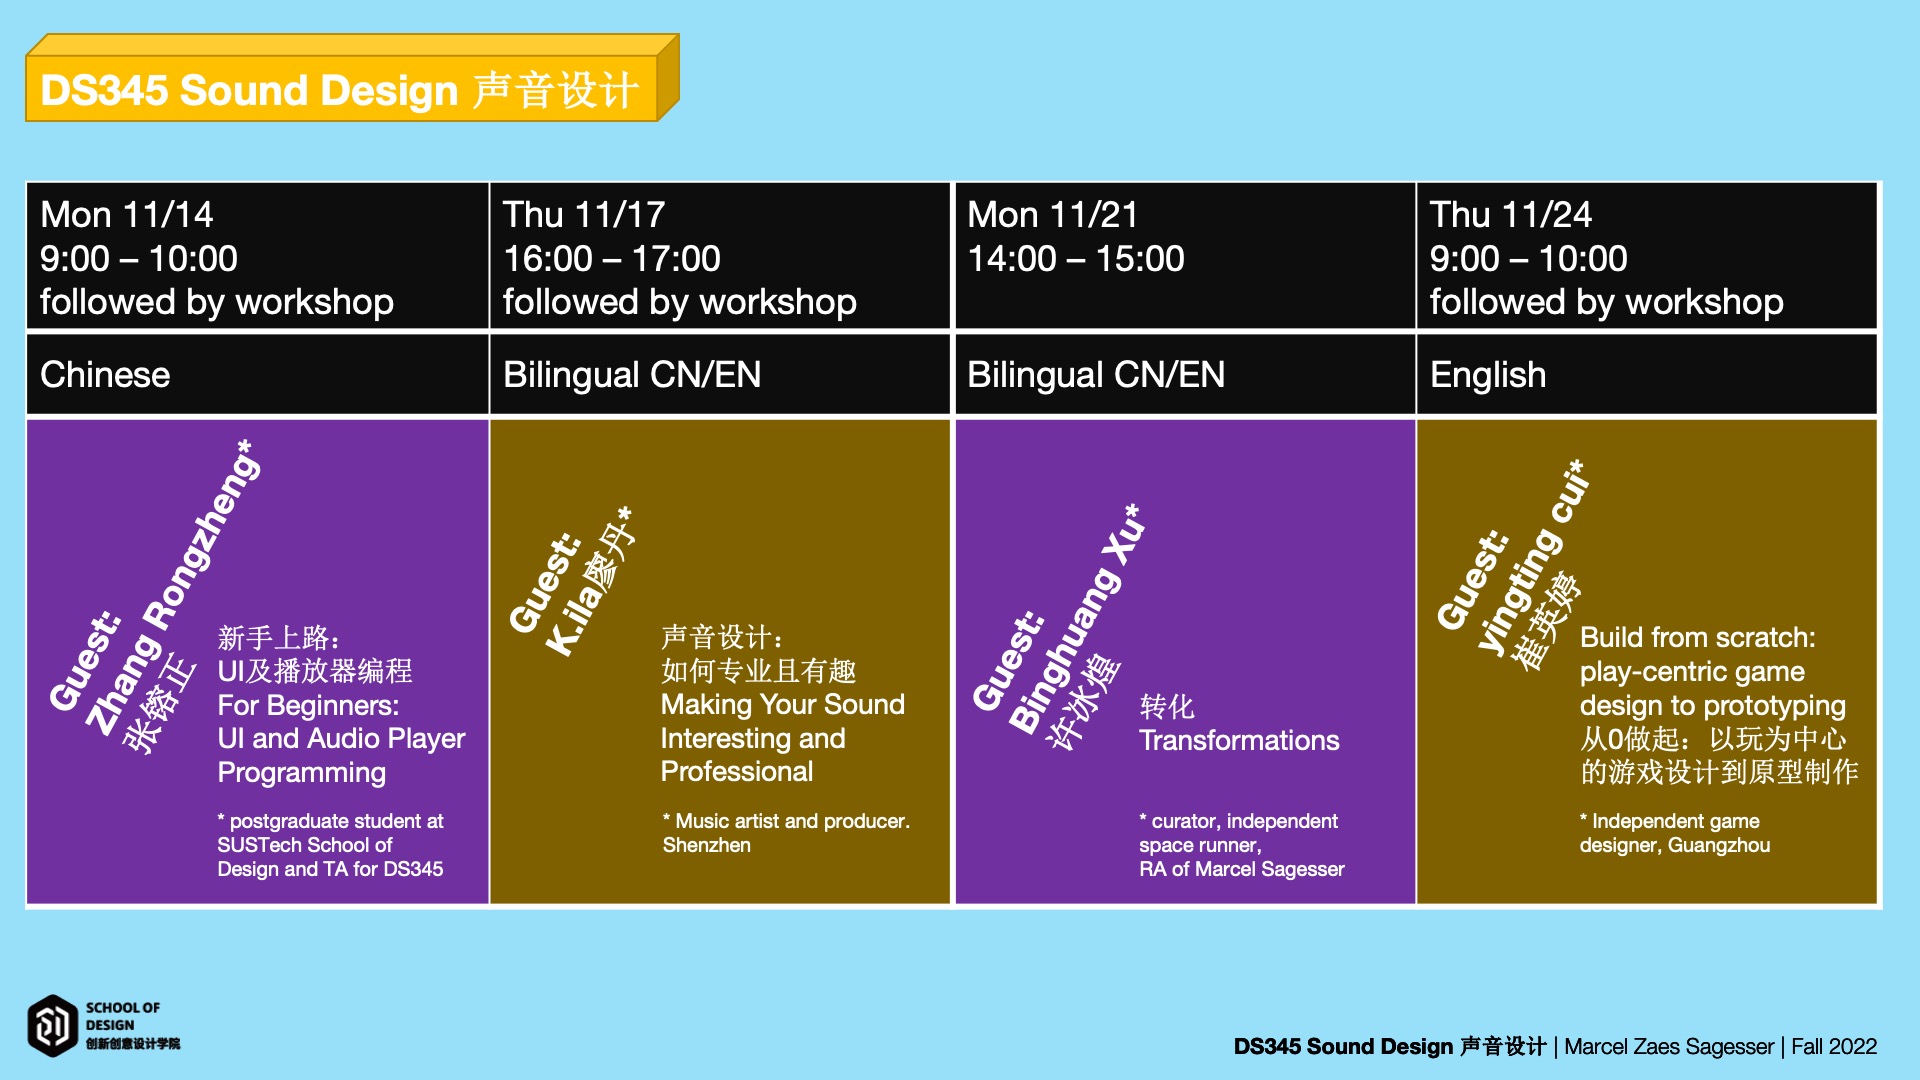 DS345 Sound Design 声音设计
Mon 11/14
9:00 – 10:00
followed by workshop
Thu 11/17
16:00 – 17:00
followed by workshop
Mon 11/21
14:00 – 15:00
Thu 11/24
9:00 – 10:00
followed by workshop
Chinese
Bilingual CN/EN
Bilingual CN/EN
English
Guest:
Zhang Rongzheng*
张镕正
新手上路：
UI及播放器编程
For Beginners:
UI and Audio Player
Programming
* postgraduate student at
SUSTech School of
Design and TA for DS345
Guest:
K.ila廖丹*
声音设计：
如何专业且有趣
Making Your Sound
Interesting and
Professional
* Music artist and producer.
Shenzhen
Guest:
Binghuang Xu*
许冰煌
转化
Transformations
* curator, independent
space runner,
RA of Marcel Sagesser
Guest:
yingting cui*
崔英婷
Build from scratch:
play-centric game
design to prototyping
从0做起：以玩为中心
的游戏设计到原型制作
* Independent game
designer, Guangzhou
SCHOOL OF
DESIGN
创新创意设计学院
DS345 Sound Design 声音设计 | Marcel Zaes Sagesser | Fall 2022